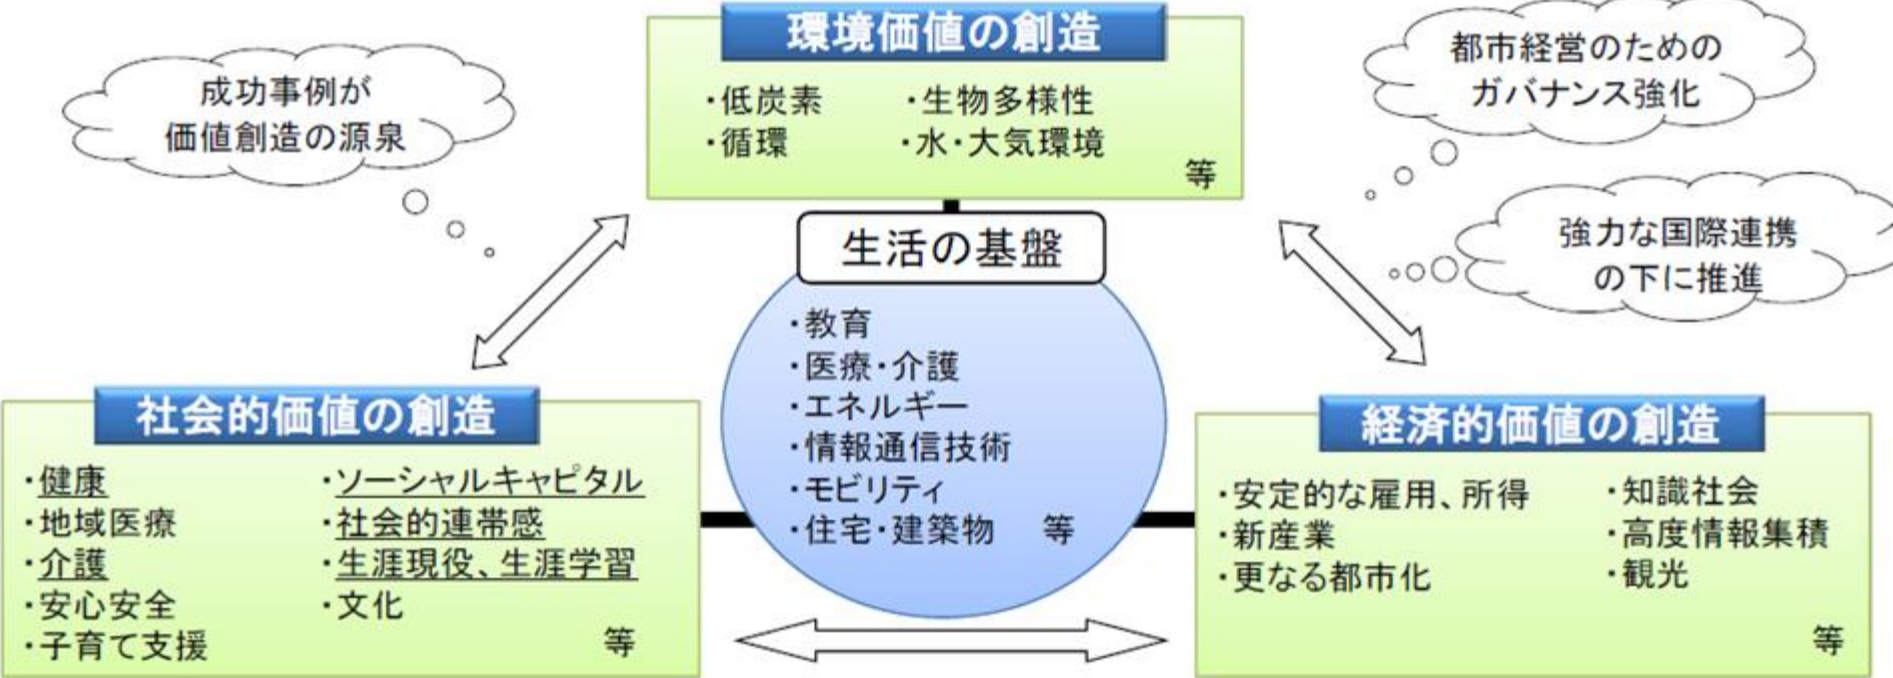 環境価値の創造
・低炭素　・生物多様性
・循環　・水・大気環境
等
成功事例が
価値創造の源泉
都市経営のための
ガバナンス強化
強力な国際連携
の下に推進
生活の基盤
・教育
・医療・介護
・エネルギー
・情報通信技術
・モビリティ
・住宅・建築物　等
社会的価値の創造
・健康　・ソーシャルキャピタル
・地域医療　・社会的連帯感
・介護　・生涯現役、生涯学習
・安心安全　・文化
・子育て支援　等
経済的価値の創造
・安定的な雇用、所得　・知識社会
・新産業　・高度情報集積
・更なる都市化　・観光
等